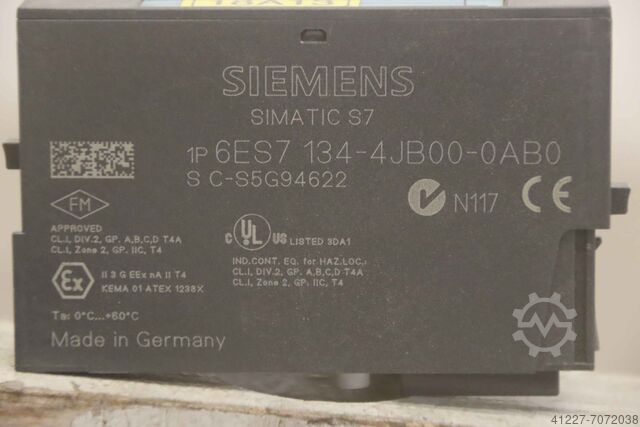 SIEMENS
SIMATIC S7
1P 6ES7 134-4JB00-0AB0
S C-S5G94622
N117 CE
FM
APPROVED
CL.I, DIV.2, GP. A,B,C,D T4A
CL.I, Zone 2, GP. IIC, T4
C UL US LISTED 3DA1
IND.CONT. EQ. for HAZ.LOC.:
CL.I, DIV.2, GP. A,B,C,D T4A
CL.I, Zone 2, GP. IIC, T4
Ex II 3 G EEx nA II T4
KEMA 01 ATEX 1238X
Ta: 0°C...+60°C
Made in Germany
41227-7072038